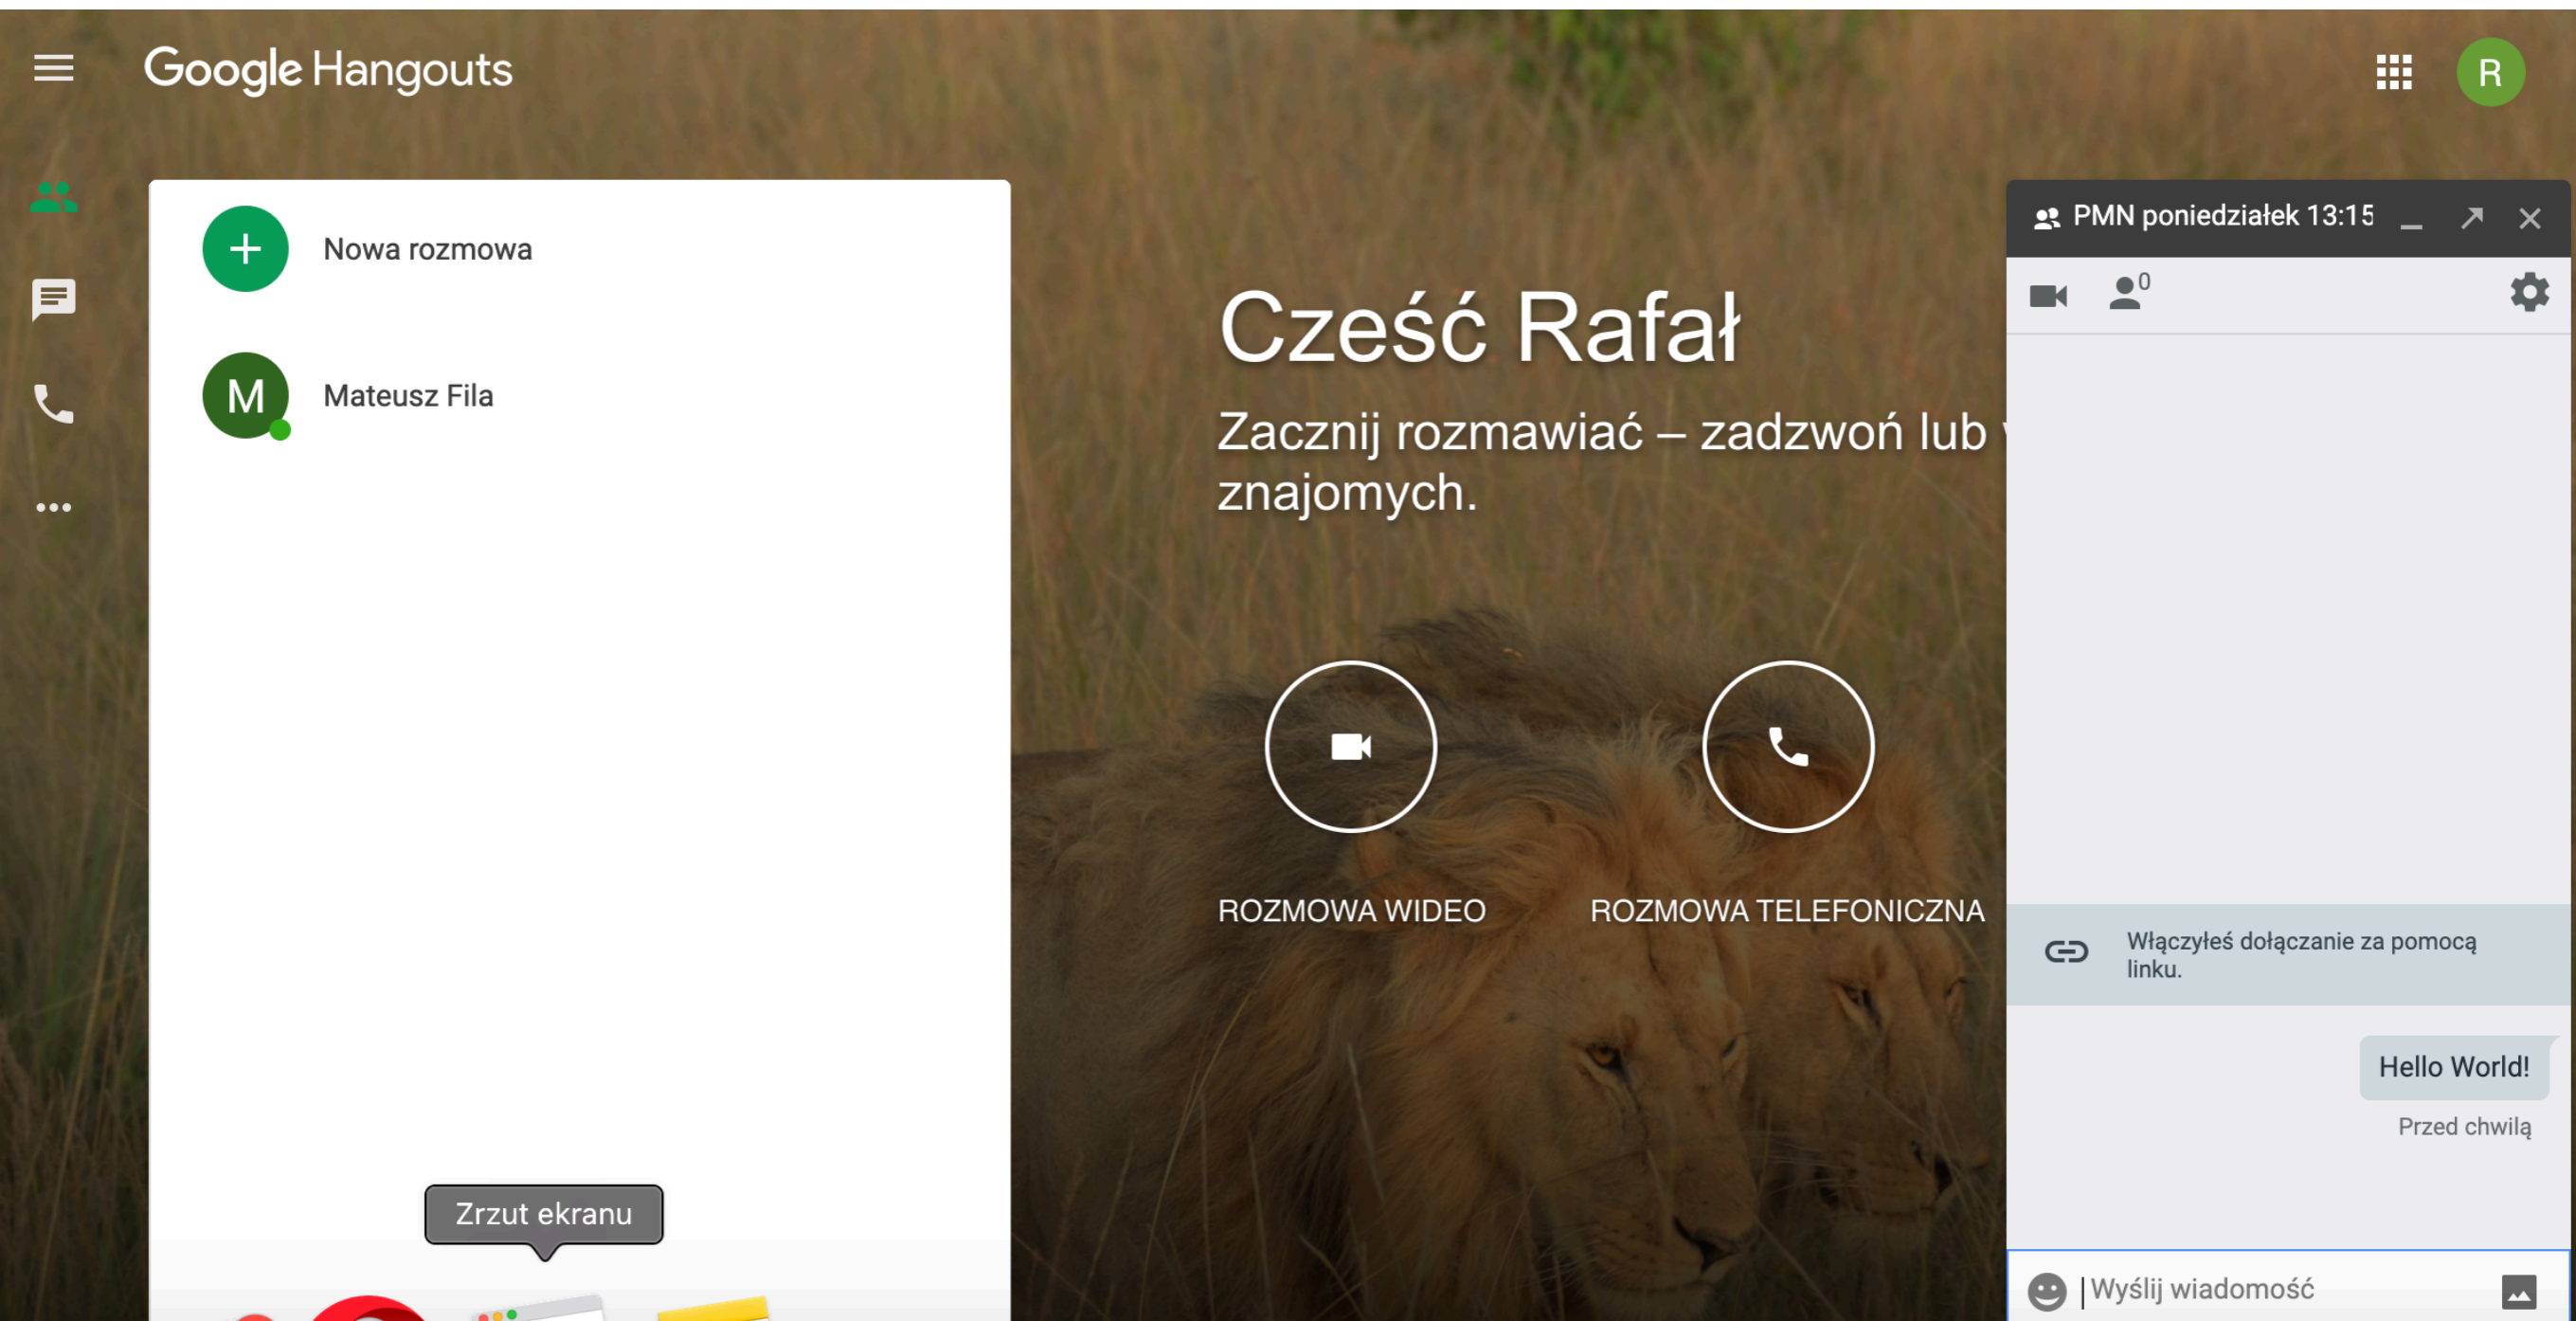 Google Hangouts
R
Nowa rozmowa
M
Mateusz Fila
Cześć Rafał
Zacznij rozmawiać – zadzwoń lub
znajomych.
ROZMOWA WIDEO
ROZMOWA TELEFONICZNA
PMN poniedziałek 13:15
0
Włączyłeś dołączanie za pomocą
linku.
Hello World!
Przed chwilą
Wyślij wiadomość
Zrzut ekranu